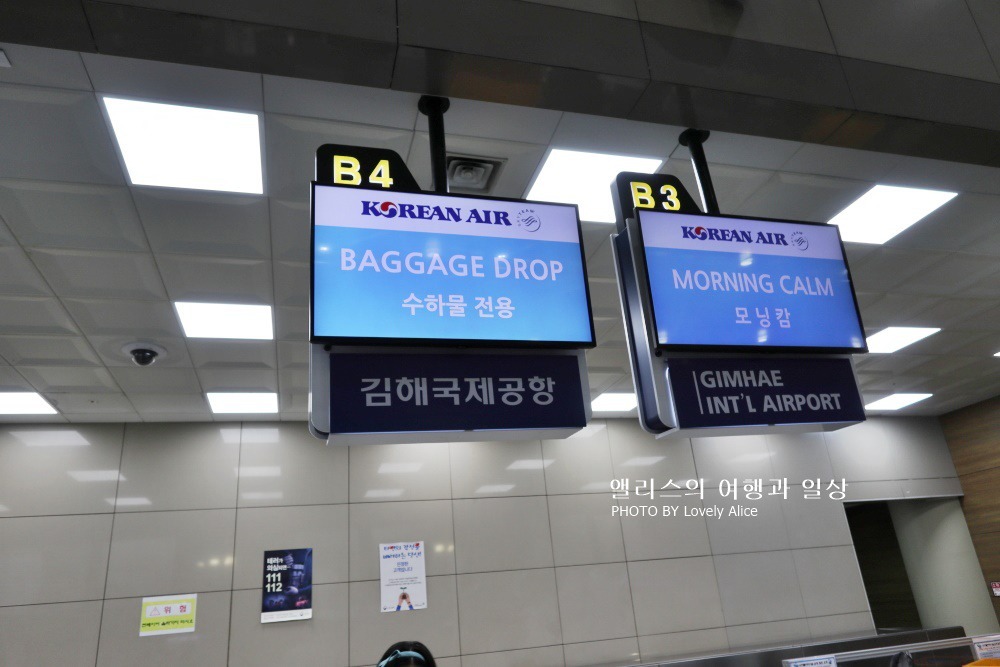 B4
KOREAN AIR
BAGGAGE DROP
수하물 전용
김해국제공항
B3
KOREAN AIR
MORNING CALM
모닝캄
GIMHAE
INT'L AIRPORT
앨리스의 여행과 일상
PHOTO BY Lovely Alice
111
112
위험